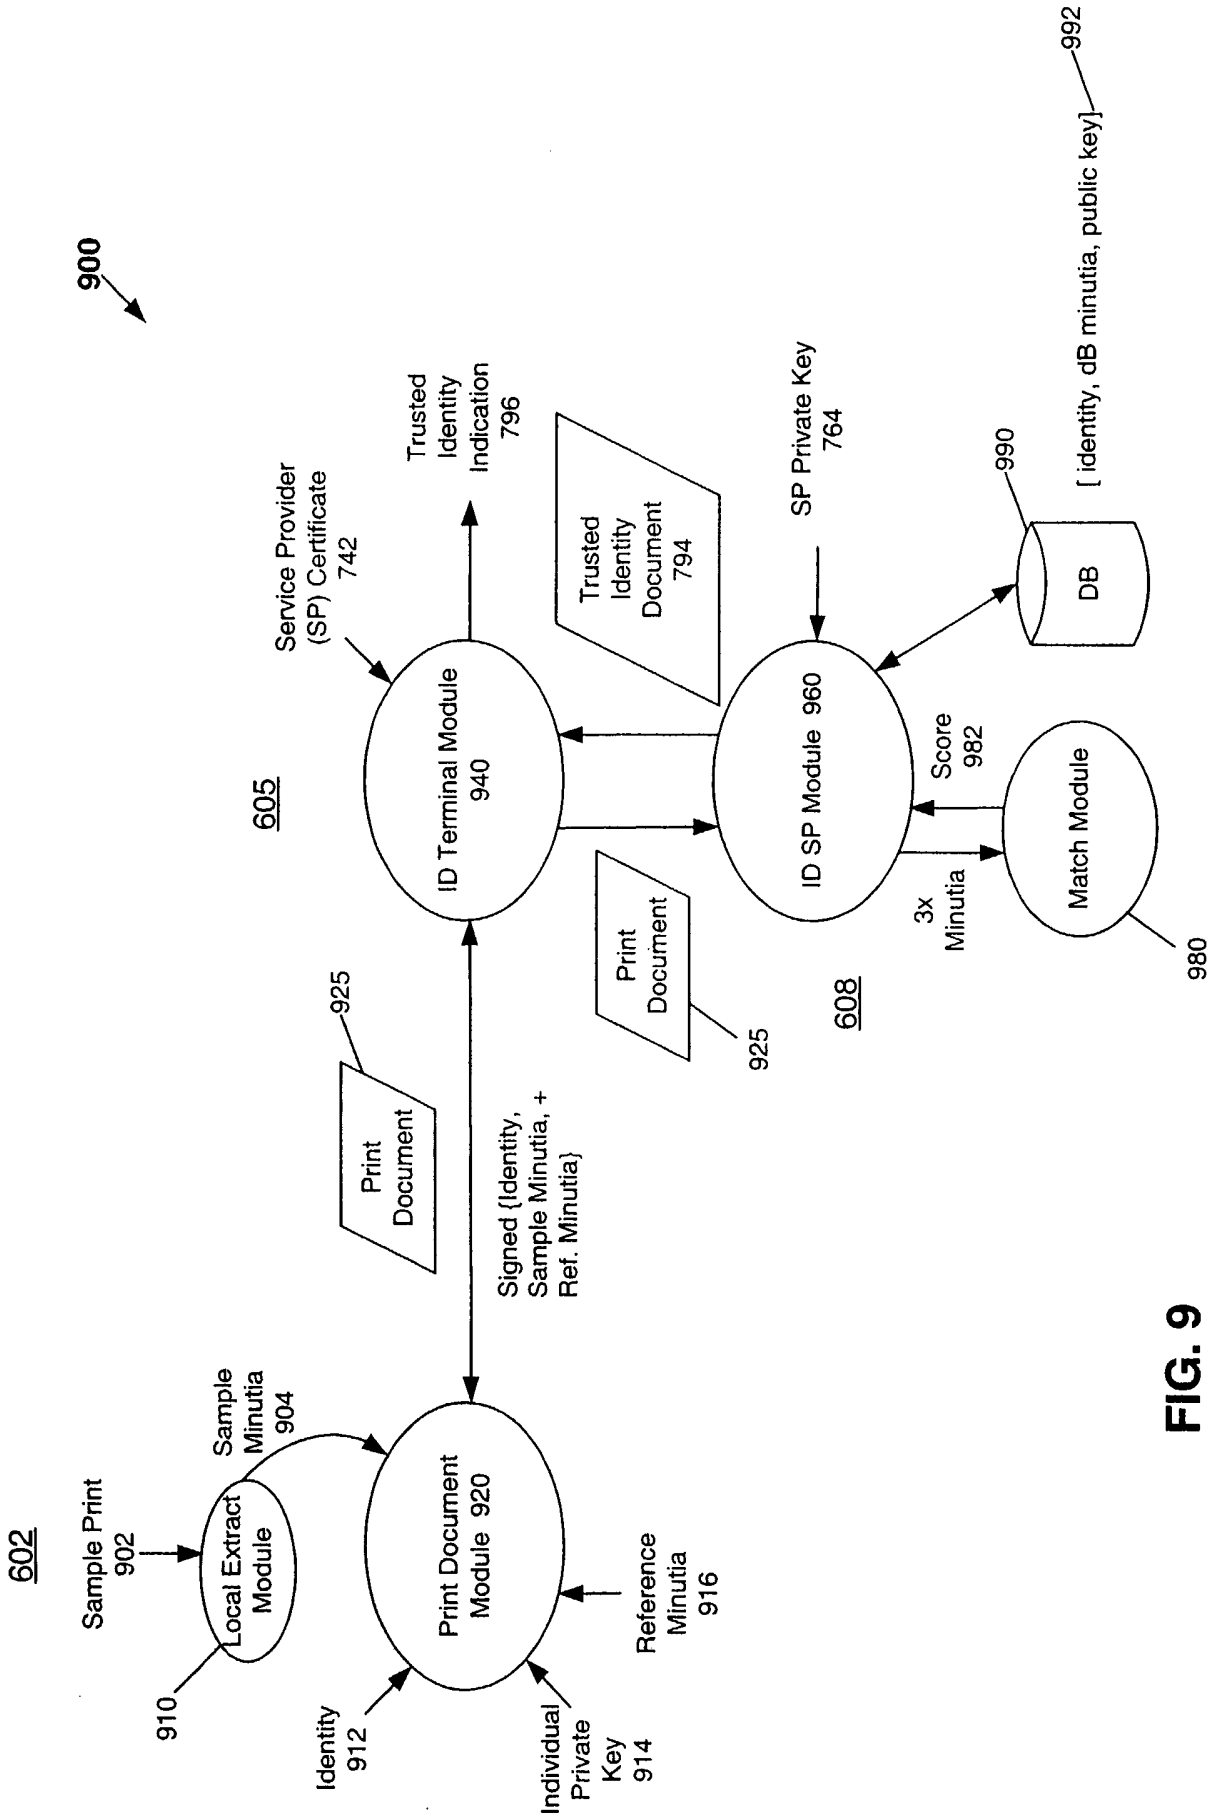 900
602
Sample Print
902
910
Local Extract
Module
Sample
Minutia
904
Identity
912
Individual
Private
Key
914
Print Document
Module 920
Reference
Minutia
916
Print
Document
925
Signed {Identity,
Sample Minutia, +
Ref. Minutia}
605
Service Provider
(SP) Certificate
742
ID Terminal Module
940
Trusted
Identity
Indication
796
Print
Document
925
Trusted
Identity
Document
794
608
ID SP Module 960
SP Private Key
764
3x
Minutia
Score
982
Match Module
980
DB
990
[ identity, dB minutia, public key]
992
FIG. 9